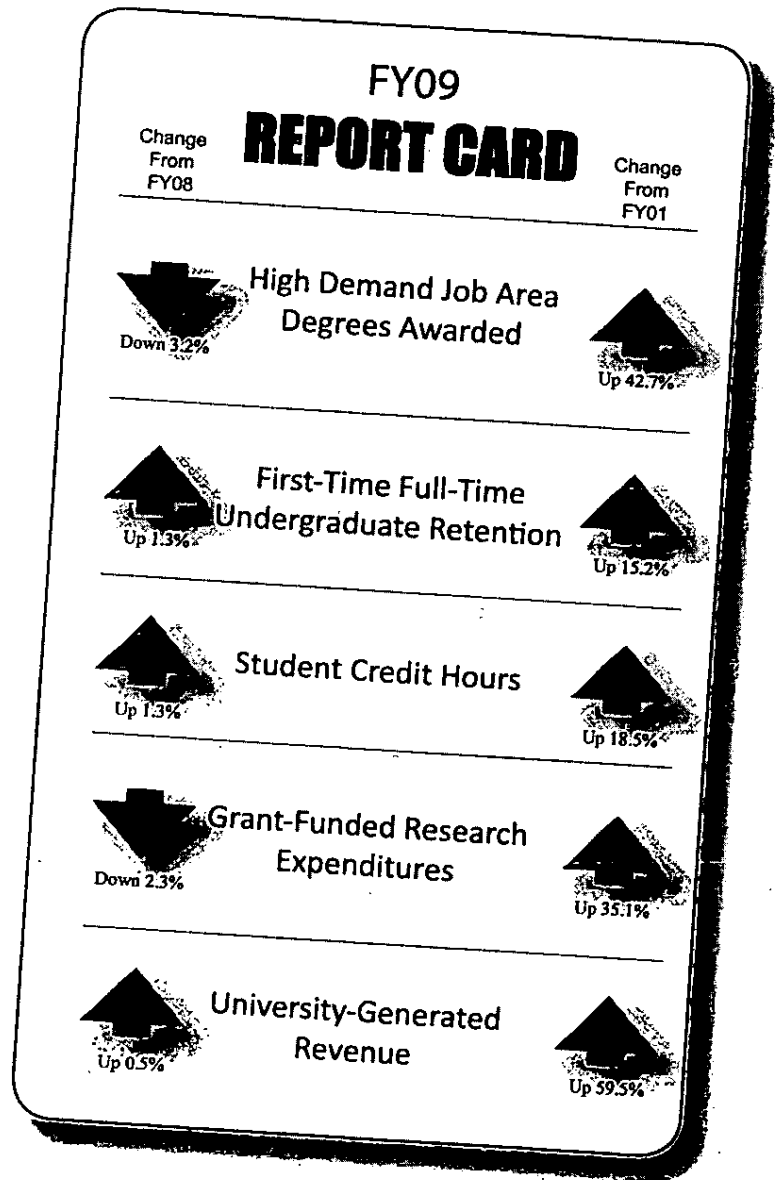 FY09
REPORT CARD
Change
From
FY08
Change
From
FY01
High Demand Job Area
Degrees Awarded
Down 3.2%
Up 42.7%
First-Time Full-Time
Undergraduate Retention
Up 1.3%
Up 15.2%
Student Credit Hours
Up 1.3%
Up 18.5%
Grant-Funded Research
Expenditures
Down 2.3%
Up 35.1%
University-Generated
Revenue
Up 0.5%
Up 59.5%